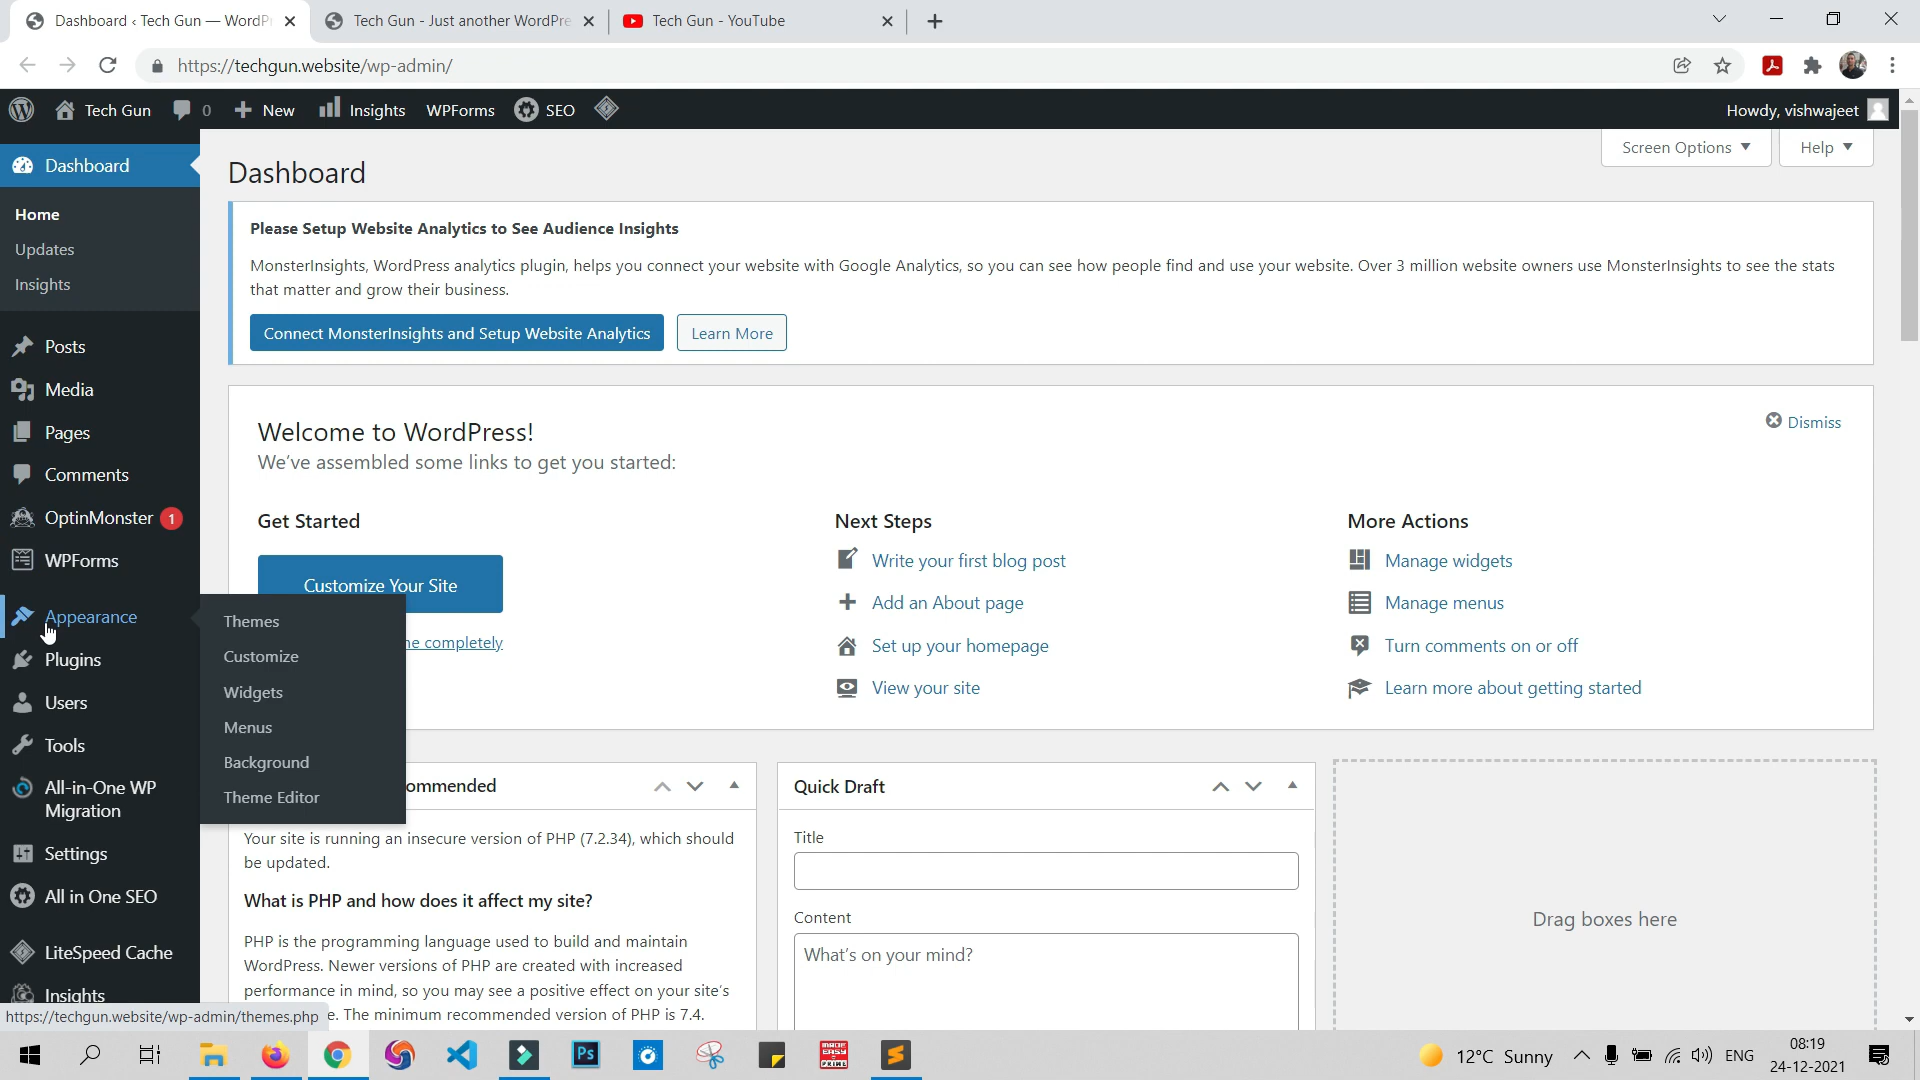 Dashboard ‹ Tech Gun — WordPr
Tech Gun - Just another WordPre
Tech Gun - YouTube
https://techgun.website/wp-admin/
Tech Gun
0
New
Insights
WPForms
SEO
Howdy, vishwajeet
Dashboard
Home
Updates
Insights
Posts
Media
Pages
Comments
OptinMonster 1
WPForms
Appearance
Plugins
Users
Tools
All-in-One WP
Migration
Settings
All in One SEO
LiteSpeed Cache
Insights
Themes
Customize
Widgets
Menus
Background
Theme Editor
Screen Options
Help
Dashboard
Please Setup Website Analytics to See Audience Insights
MonsterInsights, WordPress analytics plugin, helps you connect your website with Google Analytics, so you can see how people find and use your website. Over 3 million website owners use MonsterInsights to see the stats
that matter and grow their business.
Connect MonsterInsights and Setup Website Analytics
Learn More
Welcome to WordPress!
Dismiss
We've assembled some links to get you started:
Get Started
Customize Your Site
me completely
Next Steps
Write your first blog post
Add an About page
Set up your homepage
View your site
More Actions
Manage widgets
Manage menus
Turn comments on or off
Learn more about getting started
ommended
Your site is running an insecure version of PHP (7.2.34), which should
be updated.
What is PHP and how does it affect my site?
PHP is the programming language used to build and maintain
WordPress. Newer versions of PHP are created with increased
performance in mind, so you may see a positive effect on your site's
e. The minimum recommended version of PHP is 7.4.
Quick Draft
Title
Content
What's on your mind?
Drag boxes here
https://techgun.website/wp-admin/themes.php
Ps
MADE
EASY
PRIME
12°C Sunny
ENG
08:19
24-12-2021